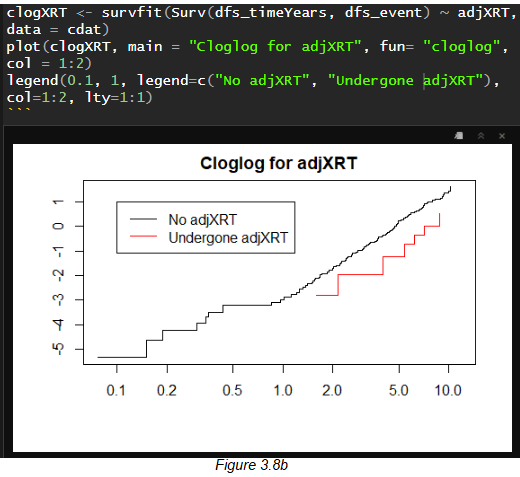 clogXRT <- survfit(Surv(dfs_timeYears, dfs_event) ~ adjXRT,
data = cdat)
plot(clogXRT, main = "Cloglog for adjXRT", fun= "cloglog",
col = 1:2)
legend(0.1, 1, legend=c("No adjXRT", "Undergone adjXRT"),
col=1:2, lty=1:1)
```
Cloglog for adjXRT
No adjXRT
Undergone adjXRT
1
0
-1
-2
-3
-4
-5
0.1 0.2 0.5 1.0 2.0 5.0 10.0
Figure 3.8b